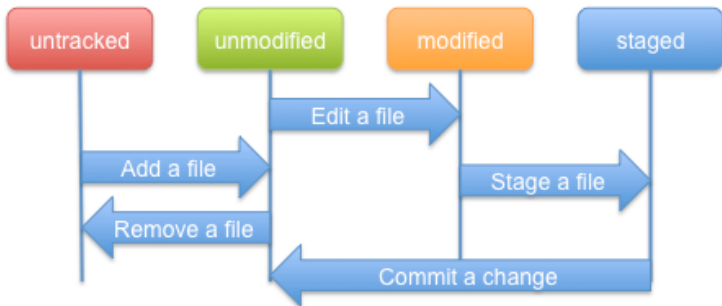 untracked
unmodified
modified
staged
Edit a file
Add a file
Stage a file
Remove a file
Commit a change